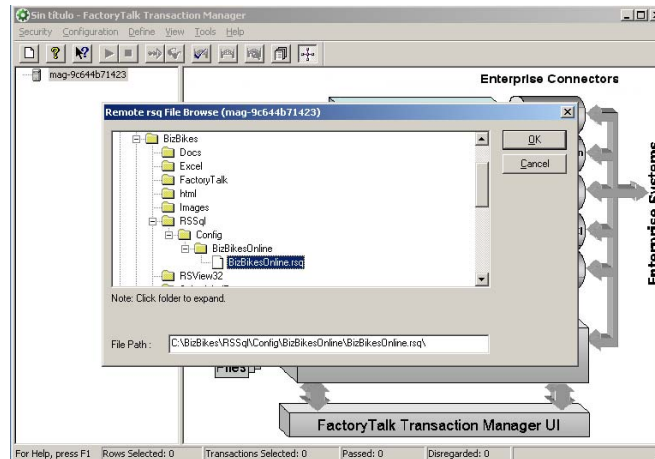 Sin título - FactoryTalk Transaction Manager
Security Configuration Define View Tools Help
mag-9c644b71423
Enterprise Connectors
Remote rsq File Browse (mag-9c644b71423)
BizBikes
Docs
Excel
FactoryTalk
html
Images
RSSql
Config
BizBikesOnline
BizBikesOnline.rsq
RSView32
OK
Cancel
Note: Click folder to expand.
File Path :
C:\BizBikes\RSSql\Config\BizBikesOnline\BizBikesOnline.rsq\
Enterprise Systems
Files
FactoryTalk Transaction Manager UI
For Help, press F1 Rows Selected: 0 Transactions Selected: 0 Passed: 0 Disregarded: 0